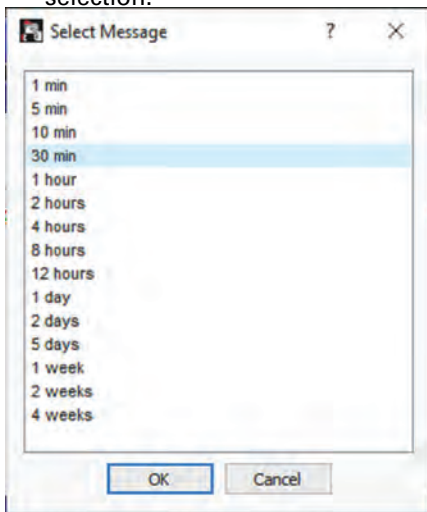 selection.
Select Message
?
1 min
5 min
10 min
30 min
1 hour
2 hours
4 hours
8 hours
12 hours
1 day
2 days
5 days
1 week
2 weeks
4 weeks
OK Cancel